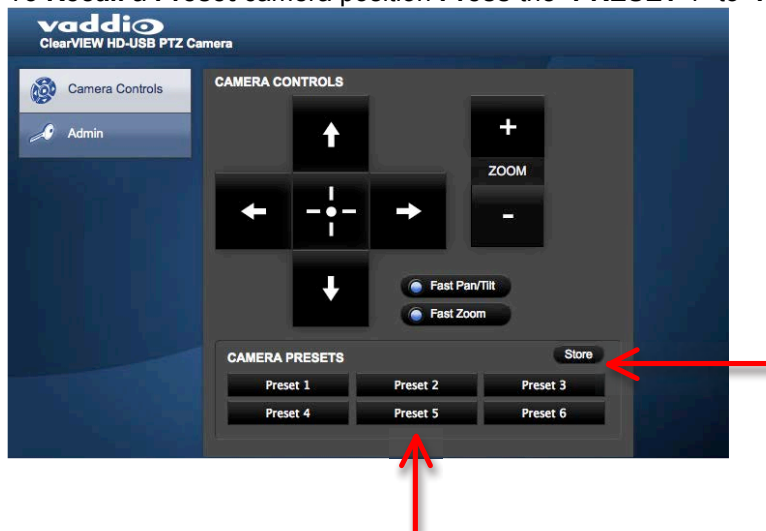 vaddio
ClearVIEW HD-USB PTZ Camera
Camera Controls
Admin
CAMERA CONTROLS
+
ZOOM
-
Fast Pan/Tilt
Fast Zoom
CAMERA PRESETS
Store
Preset 1 Preset 2 Preset 3
Preset 4 Preset 5 Preset 6